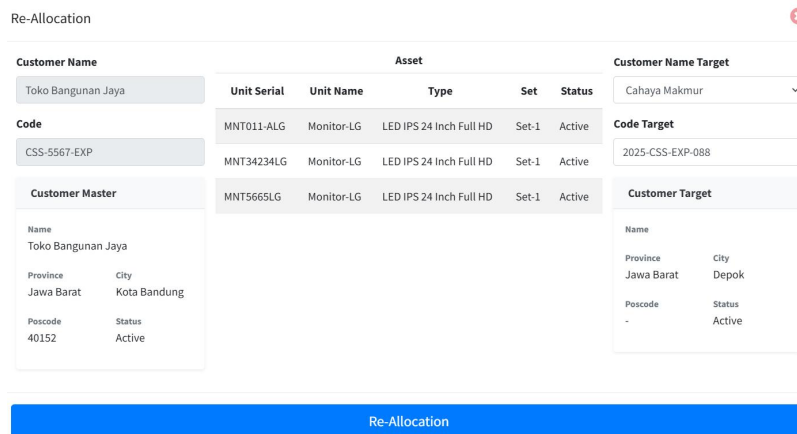 Re-Allocation
Customer Name
Toko Bangunan Jaya
Code
CSS-5567-EXP
Customer Master
Name
Toko Bangunan Jaya
Province City
Jawa Barat Kota Bandung
Poscode Status
40152 Active
Asset
Unit Serial Unit Name Type Set Status
MNT011-ALG Monitor-LG LED IPS 24 Inch Full HD Set-1 Active
MNT34234LG Monitor-LG LED IPS 24 Inch Full HD Set-1 Active
MNT5665LG Monitor-LG LED IPS 24 Inch Full HD Set-1 Active
Customer Name Target
Cahaya Makmur
Code Target
2025-CSS-EXP-088
Customer Target
Name
Province City
Jawa Barat Depok
Poscode Status
- Active
Re-Allocation